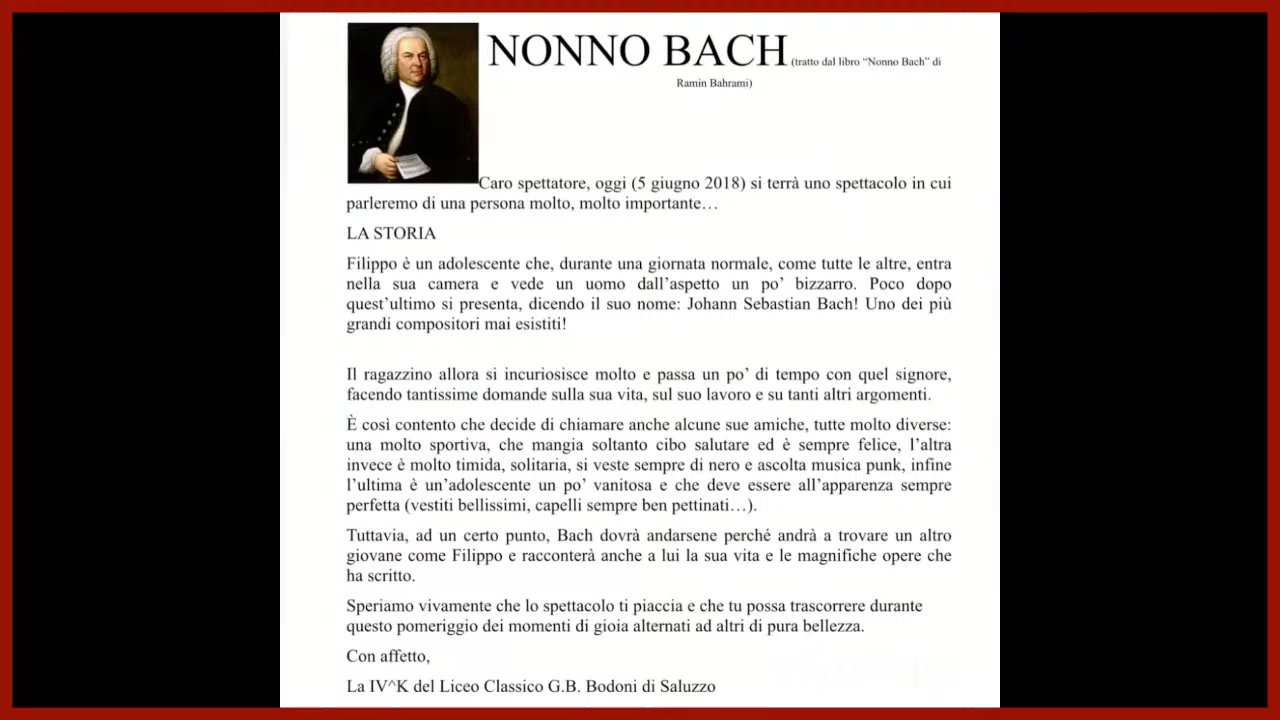 NONNO BACH (tratto dal libro “Nonno Bach” di
Ramin Bahrami)
Caro spettatore, oggi (5 giugno 2018) si terrà uno spettacolo in cui
parleremo di una persona molto, molto importante…
LA STORIA
Filippo è un adolescente che, durante una giornata normale, come tutte le altre, entra
nella sua camera e vede un uomo dall’aspetto un po’ bizzarro. Poco dopo
quest’ultimo si presenta, dicendo il suo nome: Johann Sebastian Bach! Uno dei più
grandi compositori mai esistiti!
Il ragazzino allora si incuriosisce molto e passa un po’ di tempo con quel signore,
facendo tantissime domande sulla sua vita, sul suo lavoro e su tanti altri argomenti.
È così contento che decide di chiamare anche alcune sue amiche, tutte molto diverse:
una molto sportiva, che mangia soltanto cibo salutare ed è sempre felice, l’altra
invece è molto timida, solitaria, si veste sempre di nero e ascolta musica punk, infine
l’ultima è un’adolescente un po’ vanitosa e che deve essere all’apparenza sempre
perfetta (vestiti bellissimi, capelli sempre ben pettinati…).
Tuttavia, ad un certo punto, Bach dovrà andarsene perché andrà a trovare un altro
giovane come Filippo e racconterà anche a lui la sua vita e le magnifiche opere che
ha scritto.
Speriamo vivamente che lo spettacolo ti piaccia e che tu possa trascorrere durante
questo pomeriggio dei momenti di gioia alternati ad altri di pura bellezza.
Con affetto,
La IV^K del Liceo Classico G.B. Bodoni di Saluzzo